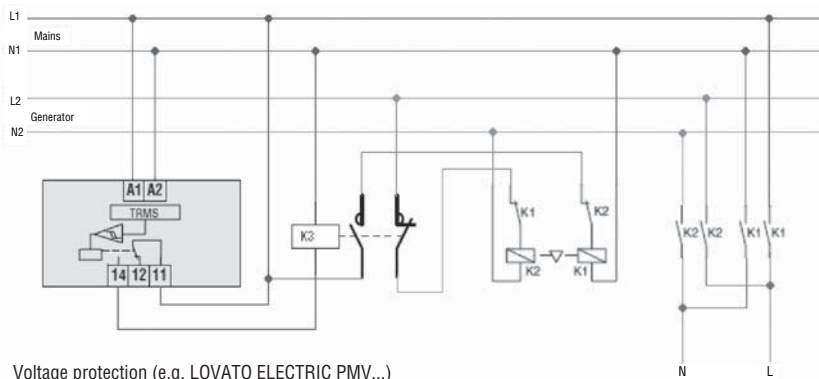 L1
Mains
N1
L2
Generator
N2
A1 A2
TRMS
14 12 11
K3
K1
K2
K2
K1
K2 K2 K1 K1
N L
Voltage protection (e.g. LOVATO ELECTRIC PMV...)